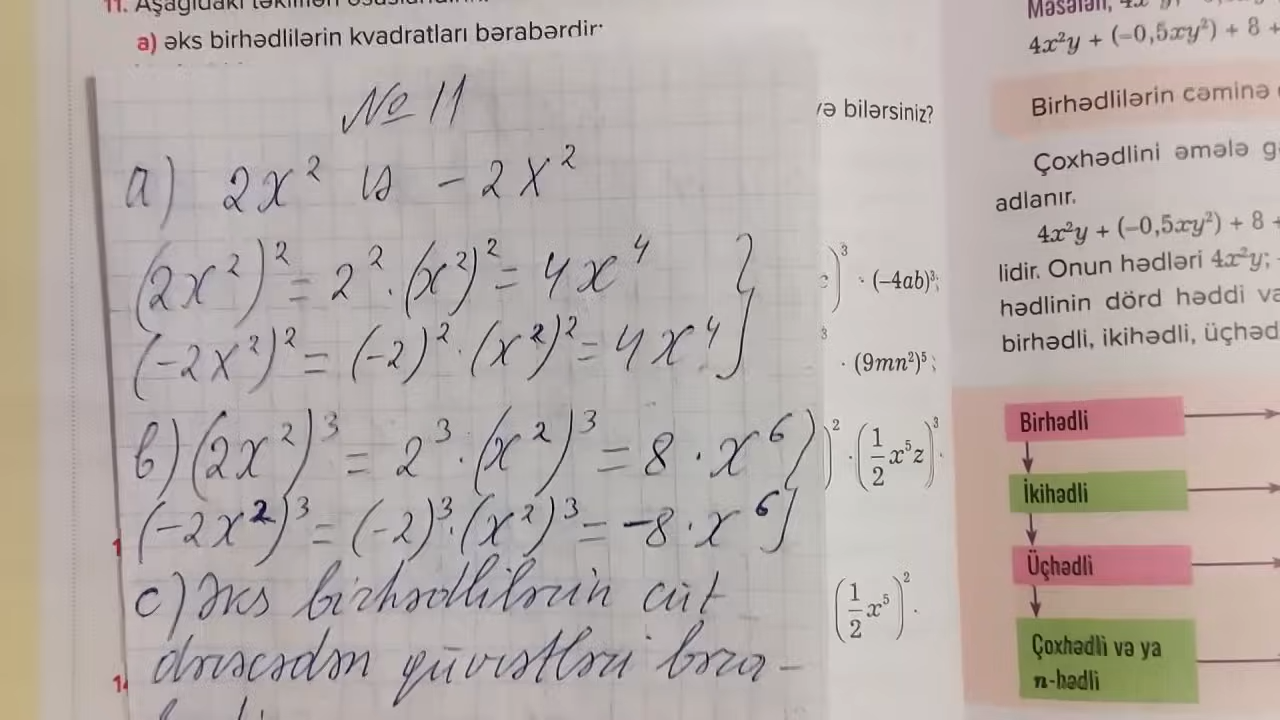 11. Aşağıdakı təklifləri əsaslandırın.
a) əks birhədlilərin kvadratları bərabərdir
№ 11
a) 2x² və −2x²
(2x²)² = 2² · (x²)² = 4x⁴ }
(−2x²)² = (−2)² · (x²)² = 4x⁴
b) (2x²)³ = 2³ · (x²)³ = 8 · x⁶ }
(−2x²)³ = (−2)³ · (x²)³ = −8 · x⁶
c) Əks birhədlilərin cüt
dərəcədən qüvvətləri bəra-
və bilərsiniz?
)³ · (−4ab)³;
³ · (9mn²)⁵;
)² · (1/2 x⁵z)³.
(1/2 x⁵)².
Məsələn,
4x²y + (−0,5xy²) + 8 +
Birhədlilərin cəminə
Çoxhədlini əmələ
adlanır.
4x²y + (−0,5xy²) + 8 +
lidir. Onun hədləri 4x²y;
hədlinin dörd həddi
birhədli, ikihədli,
Birhədli
İkihədli
Üçhədli
Çoxhədli və ya
n-hədli